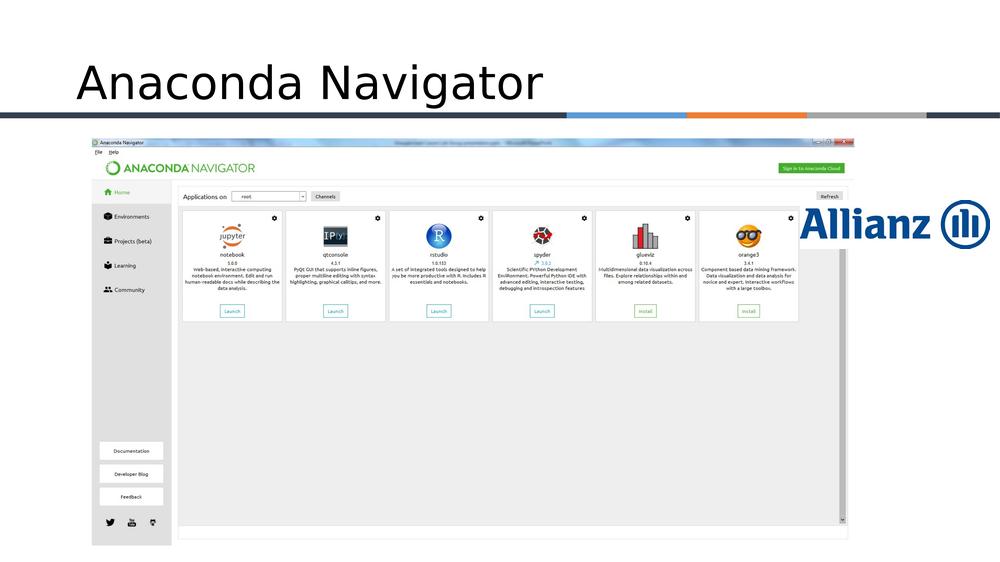 Anaconda Navigator
Anaconda Navigator
File Help
ANACONDA NAVIGATOR
Sign in to Anaconda Cloud
Home
Environments
Projects (beta)
Learning
Community
Documentation
Developer Blog
Feedback
Applications on root Channels Refresh
jupyter
notebook
5.0.0
Web-based, interactive computing
notebook environment. Edit and run
human-readable docs while describing the
data analysis.
Launch
IP[y]:
qtconsole
4.3.1
PyQt GUI that supports inline figures,
proper multiline editing with syntax
highlighting, graphical calltips, and more.
Launch
R
rstudio
1.0.153
A set of integrated tools designed to help
you be more productive with R. Includes R
essentials and notebooks.
Launch
spyder
3.0.2
Scientific PYthon Development
EnviRonment. Powerful Python IDE with
advanced editing, interactive testing,
debugging and introspection features
Launch
glueviz
0.10.4
Multidimensional data visualization across
files. Explore relationships within and
among related datasets.
Install
orange3
3.4.1
Component based data mining framework.
Data visualization and data analysis for
novice and expert. Interactive workflows
with a large toolbox.
Install
Allianz